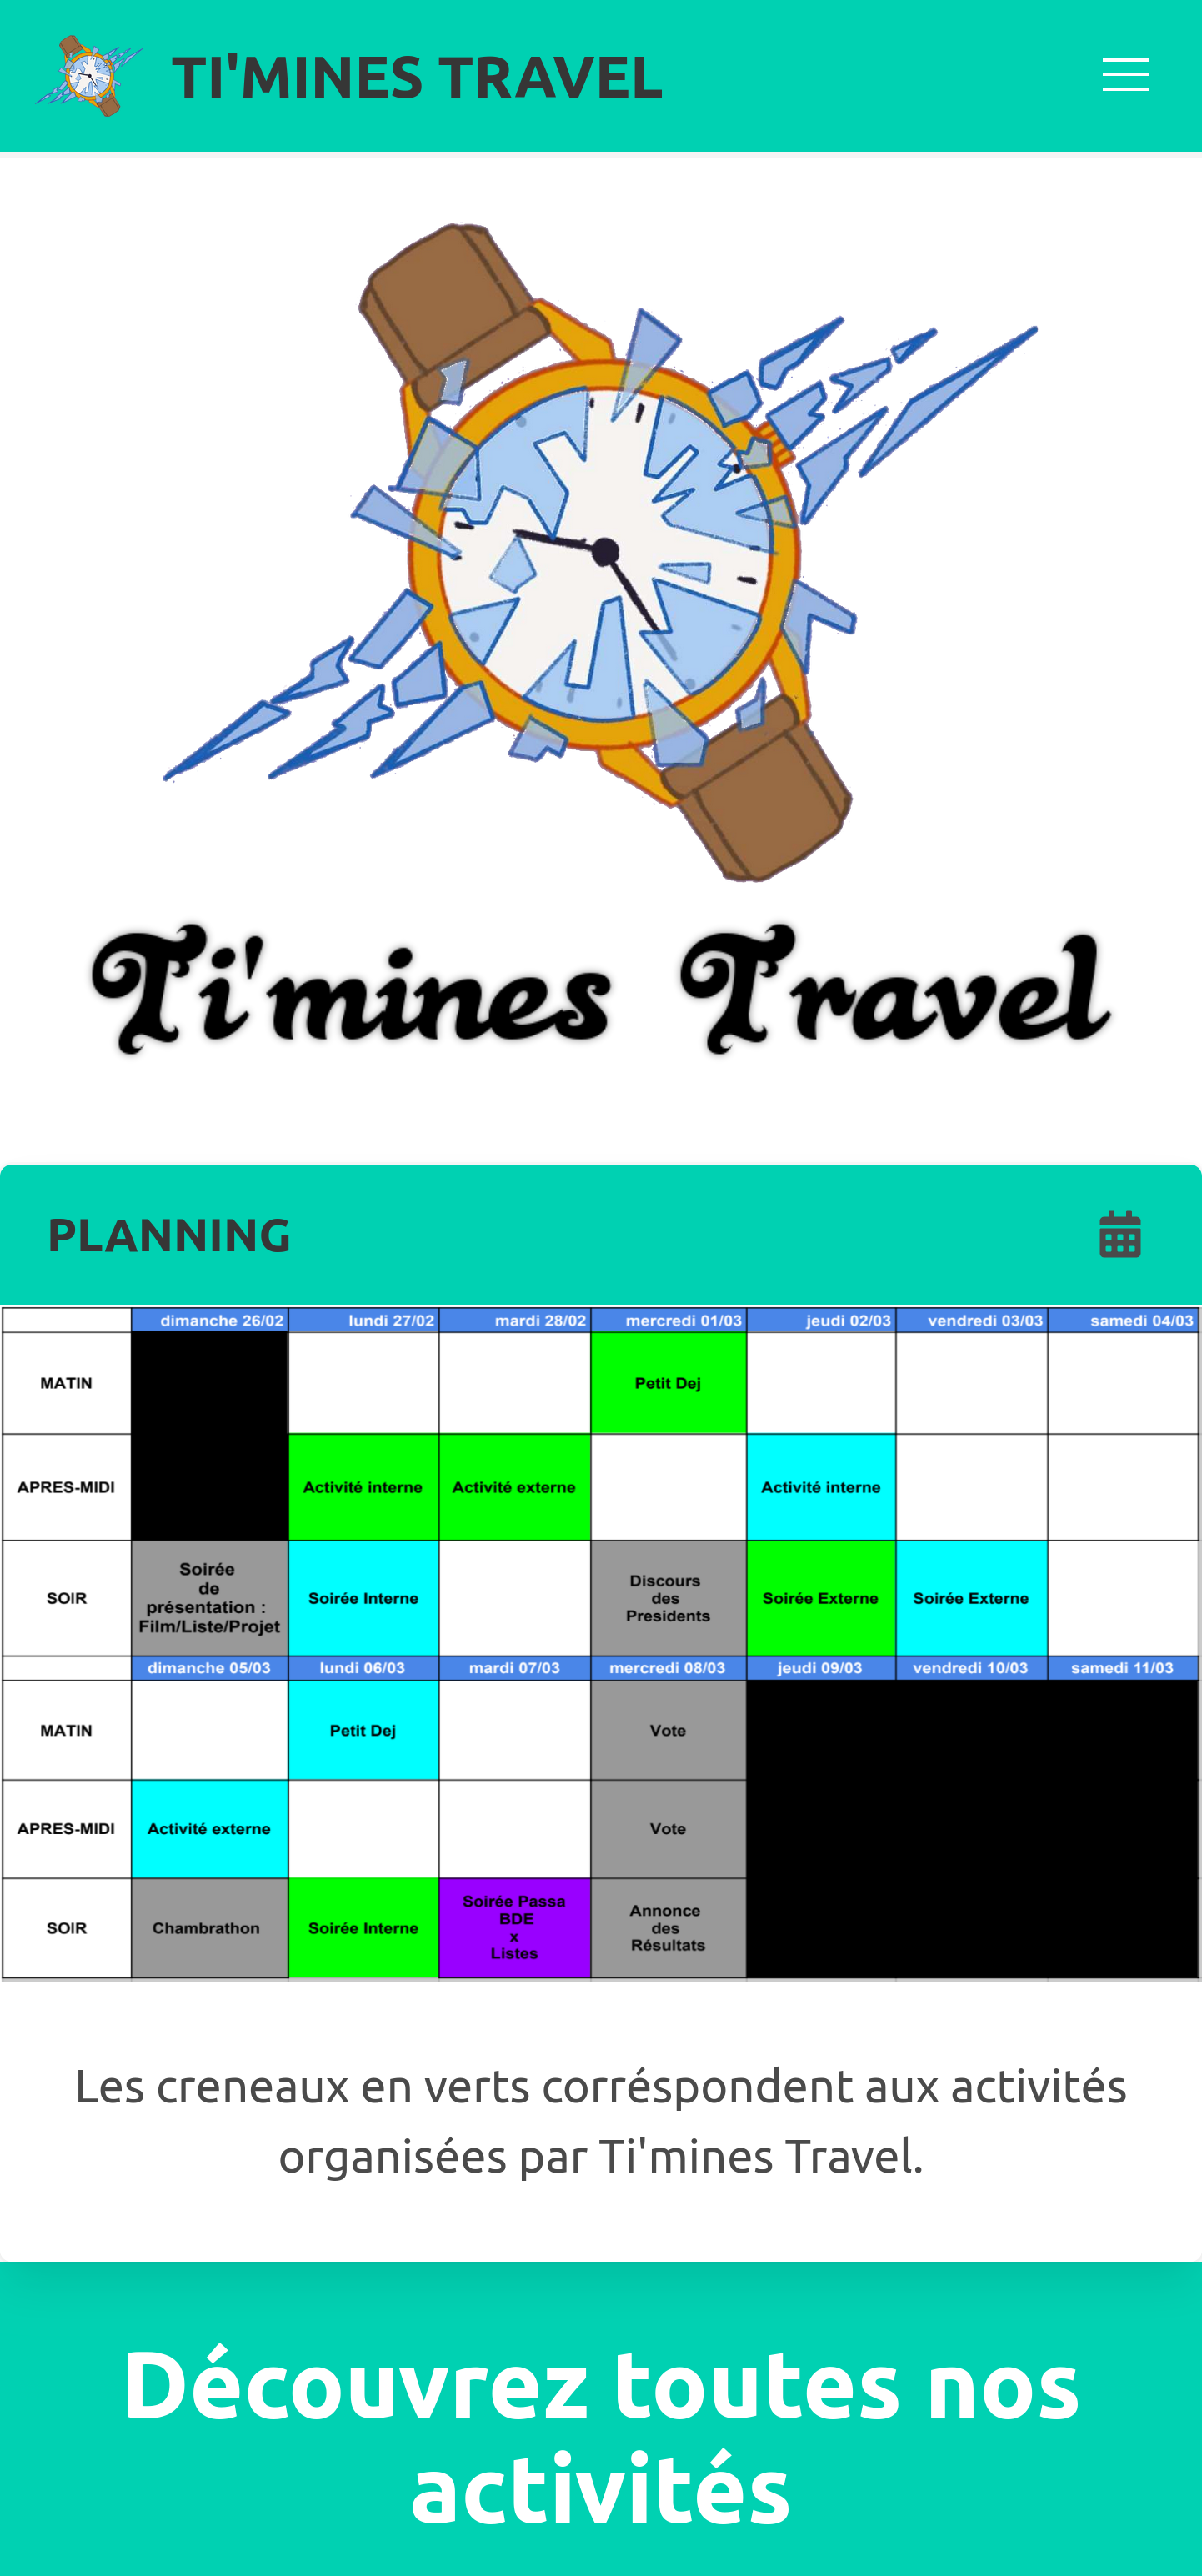 TI'MINES TRAVEL
Ti'mines Travel
PLANNING
dimanche 26/02 lundi 27/02 mardi 28/02 mercredi 01/03 jeudi 02/03 vendredi 03/03 samedi 04/03
MATIN Petit Dej
APRES-MIDI Activité interne Activité externe Activité interne
SOIR
Soirée
de
présentation :
Film/Liste/Projet
Soirée Interne
Discours
des
Presidents
Soirée Externe Soirée Externe
dimanche 05/03 lundi 06/03 mardi 07/03 mercredi 08/03 jeudi 09/03 vendredi 10/03 samedi 11/03
MATIN Petit Dej Vote
APRES-MIDI Activité externe Vote
SOIR Chambrathon Soirée Interne
Soirée Passa
BDE
x
Listes
Annonce
des
Résultats
Les creneaux en verts corréspondent aux activités
organisées par Ti'mines Travel.
Découvrez toutes nos
activités